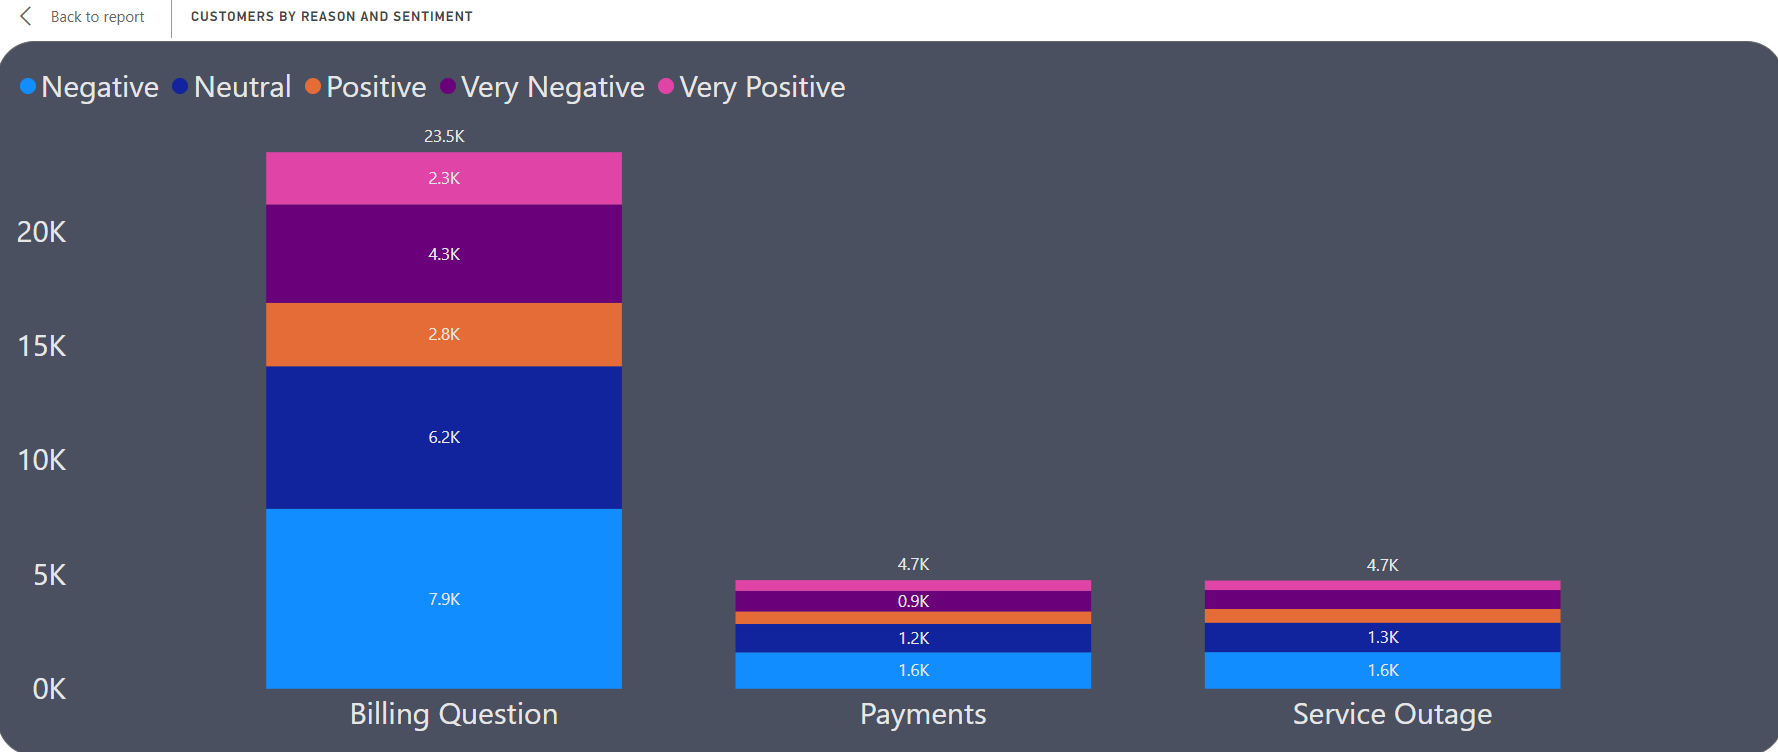 Back to report
CUSTOMERS BY REASON AND SENTIMENT
Negative Neutral Positive Very Negative Very Positive
23.5K
2.3K
20K
4.3K
2.8K
15K
6.2K
10K
7.9K
5K
0K
4.7K
0.9K
1.2K
1.6K
4.7K
1.3K
1.6K
Billing Question Payments Service Outage